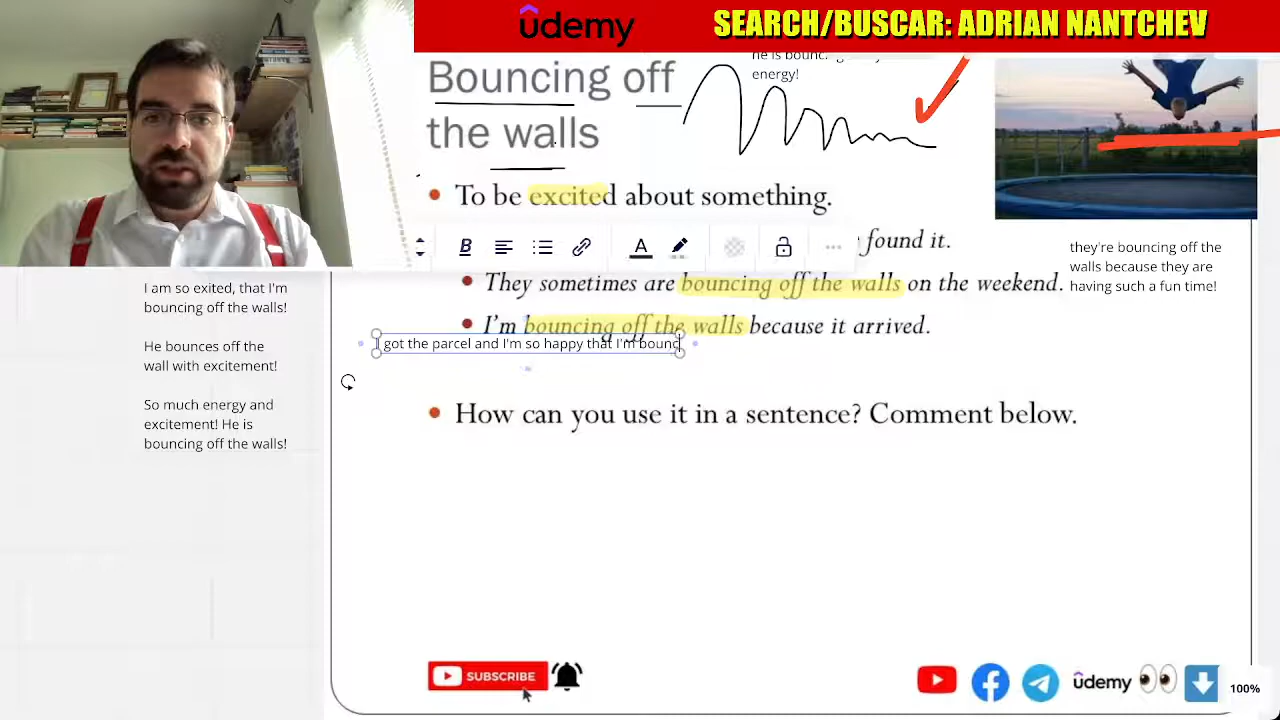 ûdemy
SEARCH/BUSCAR: ADRIAN NANTCHEV
energy!
Bouncing off
the walls
To be excited about something.
found it.
They sometimes are bouncing off the walls on the weekend.
I'm bouncing off the walls because it arrived.
I got the parcel and I'm so happy that I'm bounc
How can you use it in a sentence? Comment below.
they're bouncing off the
walls because they are
having such a fun time!
I am so exited, that I'm
bouncing off the walls!
He bounces off the
wall with excitement!
So much energy and
excitement! He is
bouncing off the walls!
B
A
SUBSCRIBE
ûdemy
100%